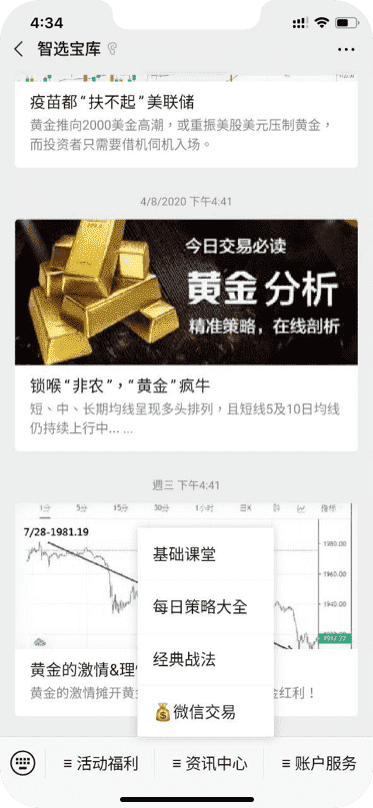 4:34
智选宝库
疫苗都“扶不起”美联储
黄金推向2000美金高潮，或重振美股美元压制黄金，
而投资者只需要借机伺机入场。
4/8/2020 下午4:41
今日交易必读
黄金分析
精准策略，在线剖析
锁喉“非农”，“黄金”疯牛
短、中、长期均线呈现多头排列，且短线5及10日均线
仍持续上行中... ...
週三 下午4:41
1分 5分 15分 30分 1小时 日K 指标
7/28-1981.19
1980.00
1960.00
1940.00
基础课堂
每日策略大全
经典战法
💰微信交易
黄金的激情&理
黄金的激情摊开黄金 金红利！
≡ 活动福利 ≡ 资讯中心 ≡ 账户服务